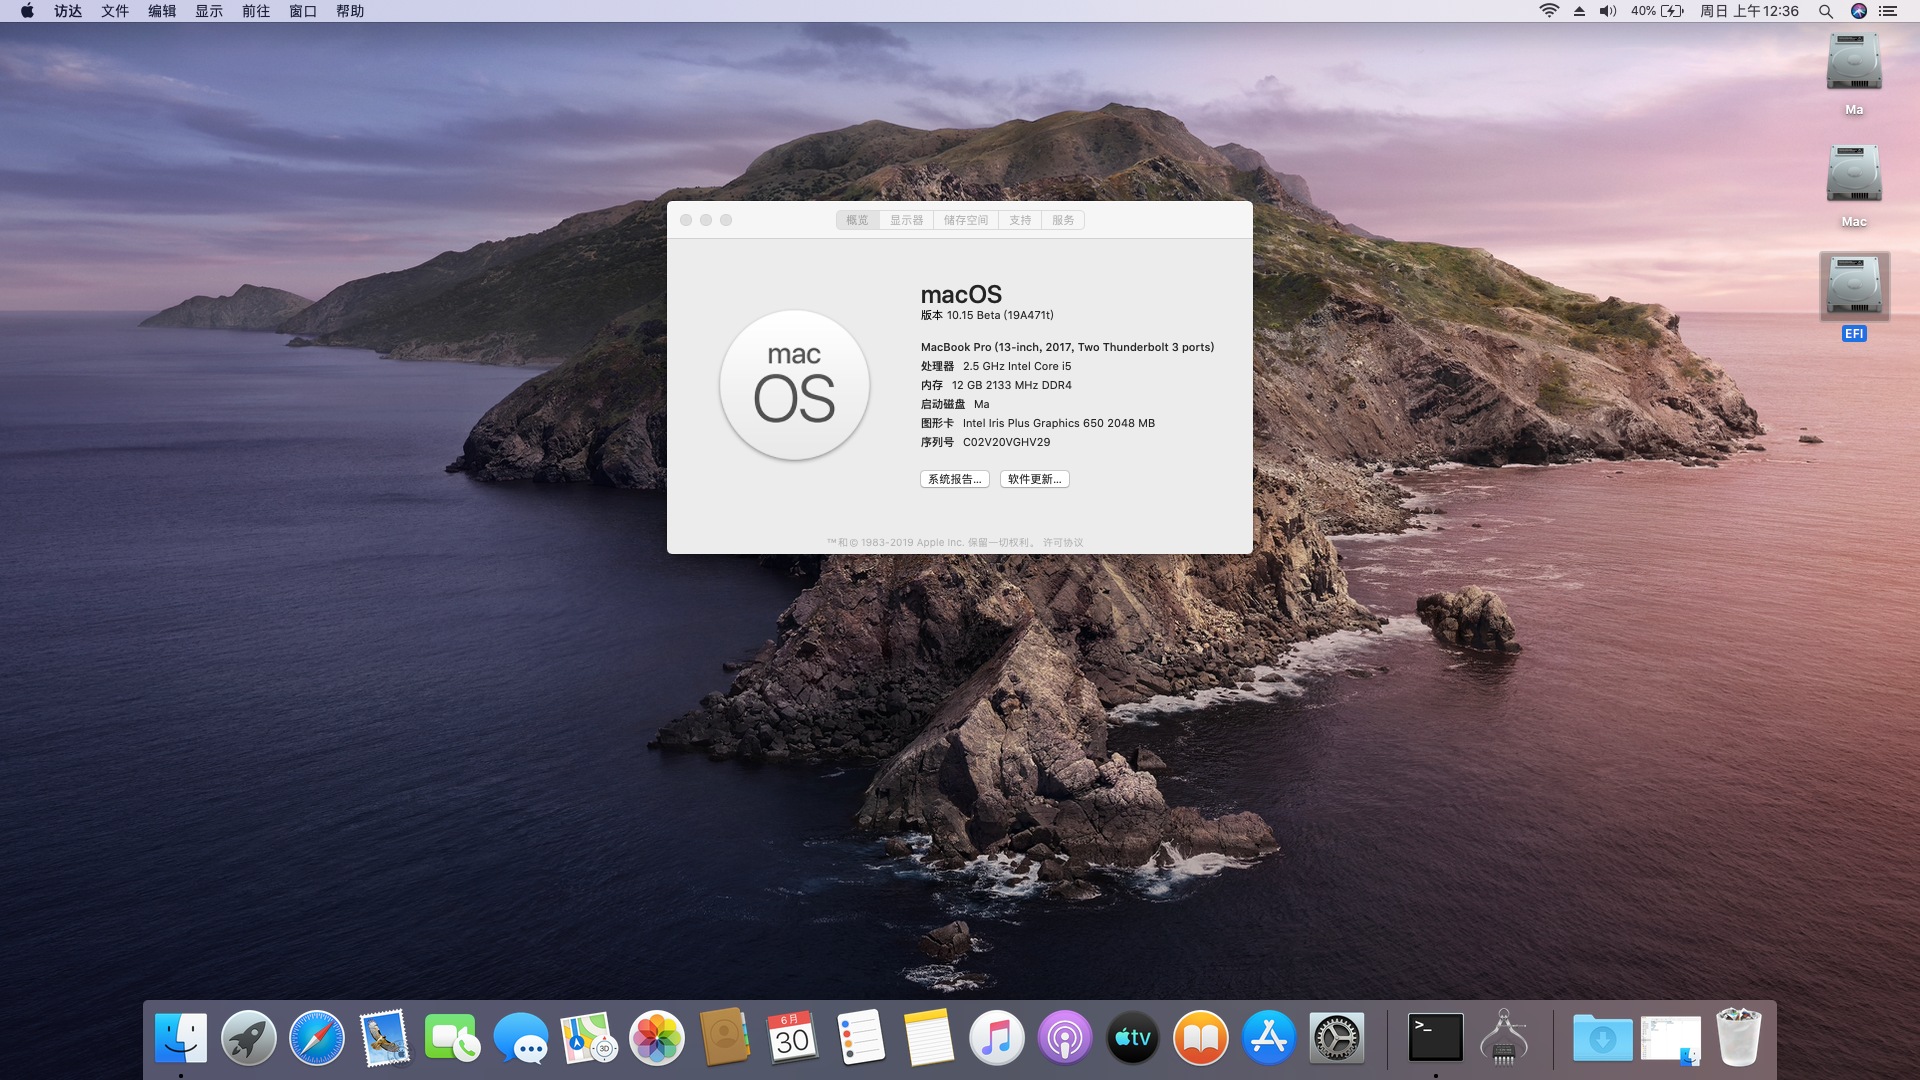 访达 文件 编辑 显示 前往 窗口 帮助 40% 周日 上午12:36
Ma
Mac
EFI
概览 显示器 储存空间 支持 服务
mac
OS
macOS
版本 10.15 Beta (19A471t)
MacBook Pro (13-inch, 2017, Two Thunderbolt 3 ports)
处理器 2.5 GHz Intel Core i5
内存 12 GB 2133 MHz DDR4
启动磁盘 Ma
图形卡 Intel Iris Plus Graphics 650 2048 MB
序列号 C02V20VGHV29
系统报告... 软件更新...
™和© 1983-2019 Apple Inc. 保留一切权利。 许可协议
6月
30
3D
tv
>_